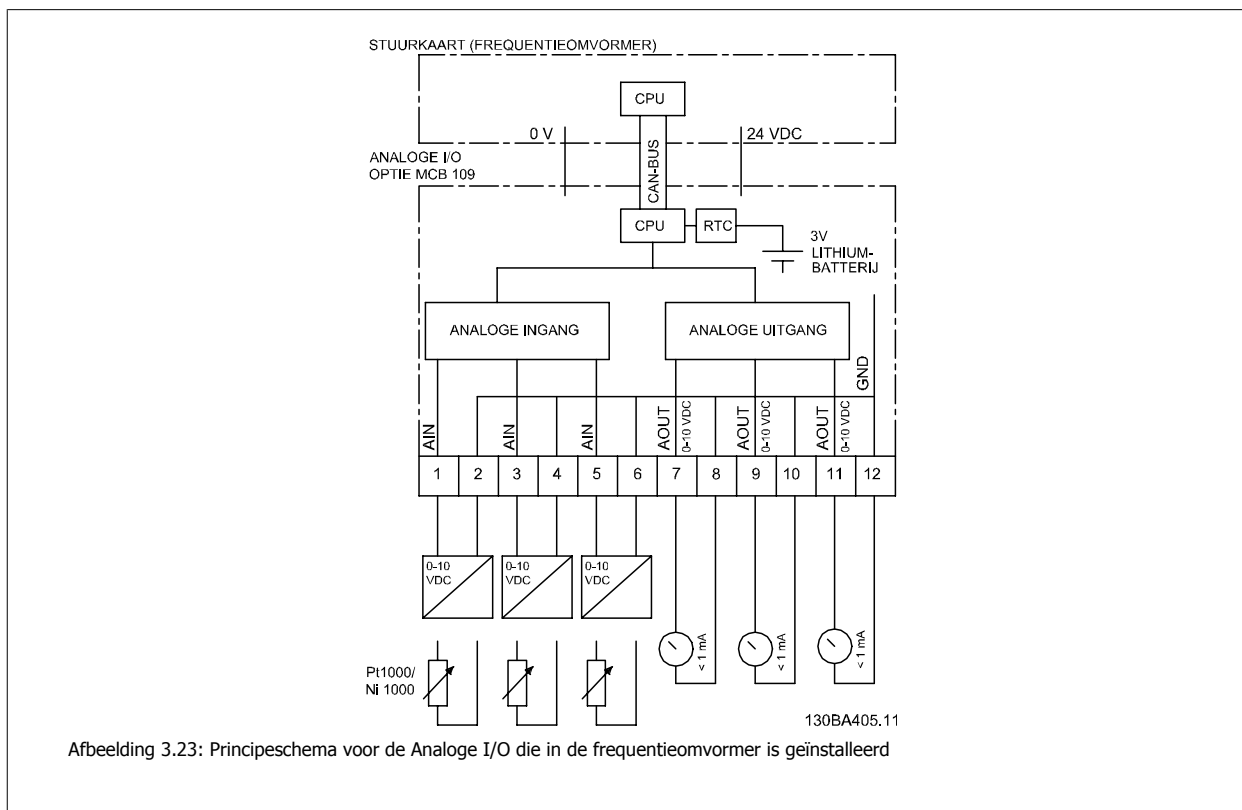 STUURKAART (FREQUENTIEOMVORMER)
CPU
0 V
24 VDC
CAN-BUS
ANALOGE I/O
OPTIE MCB 109
CPU
RTC
3V
LITHIUM-
BATTERIJ
ANALOGE INGANG
ANALOGE UITGANG
GND
AIN
AIN
AIN
AOUT
0-10 VDC
AOUT
0-10 VDC
AOUT
0-10 VDC
1 2 3 4 5 6 7 8 9 10 11 12
0-10
VDC
0-10
VDC
0-10
VDC
< 1 mA
< 1 mA
< 1 mA
Pt1000/
Ni 1000
130BA405.11
Afbeelding 3.23: Principeschema voor de Analoge I/O die in de frequentieomvormer is geïnstalleerd